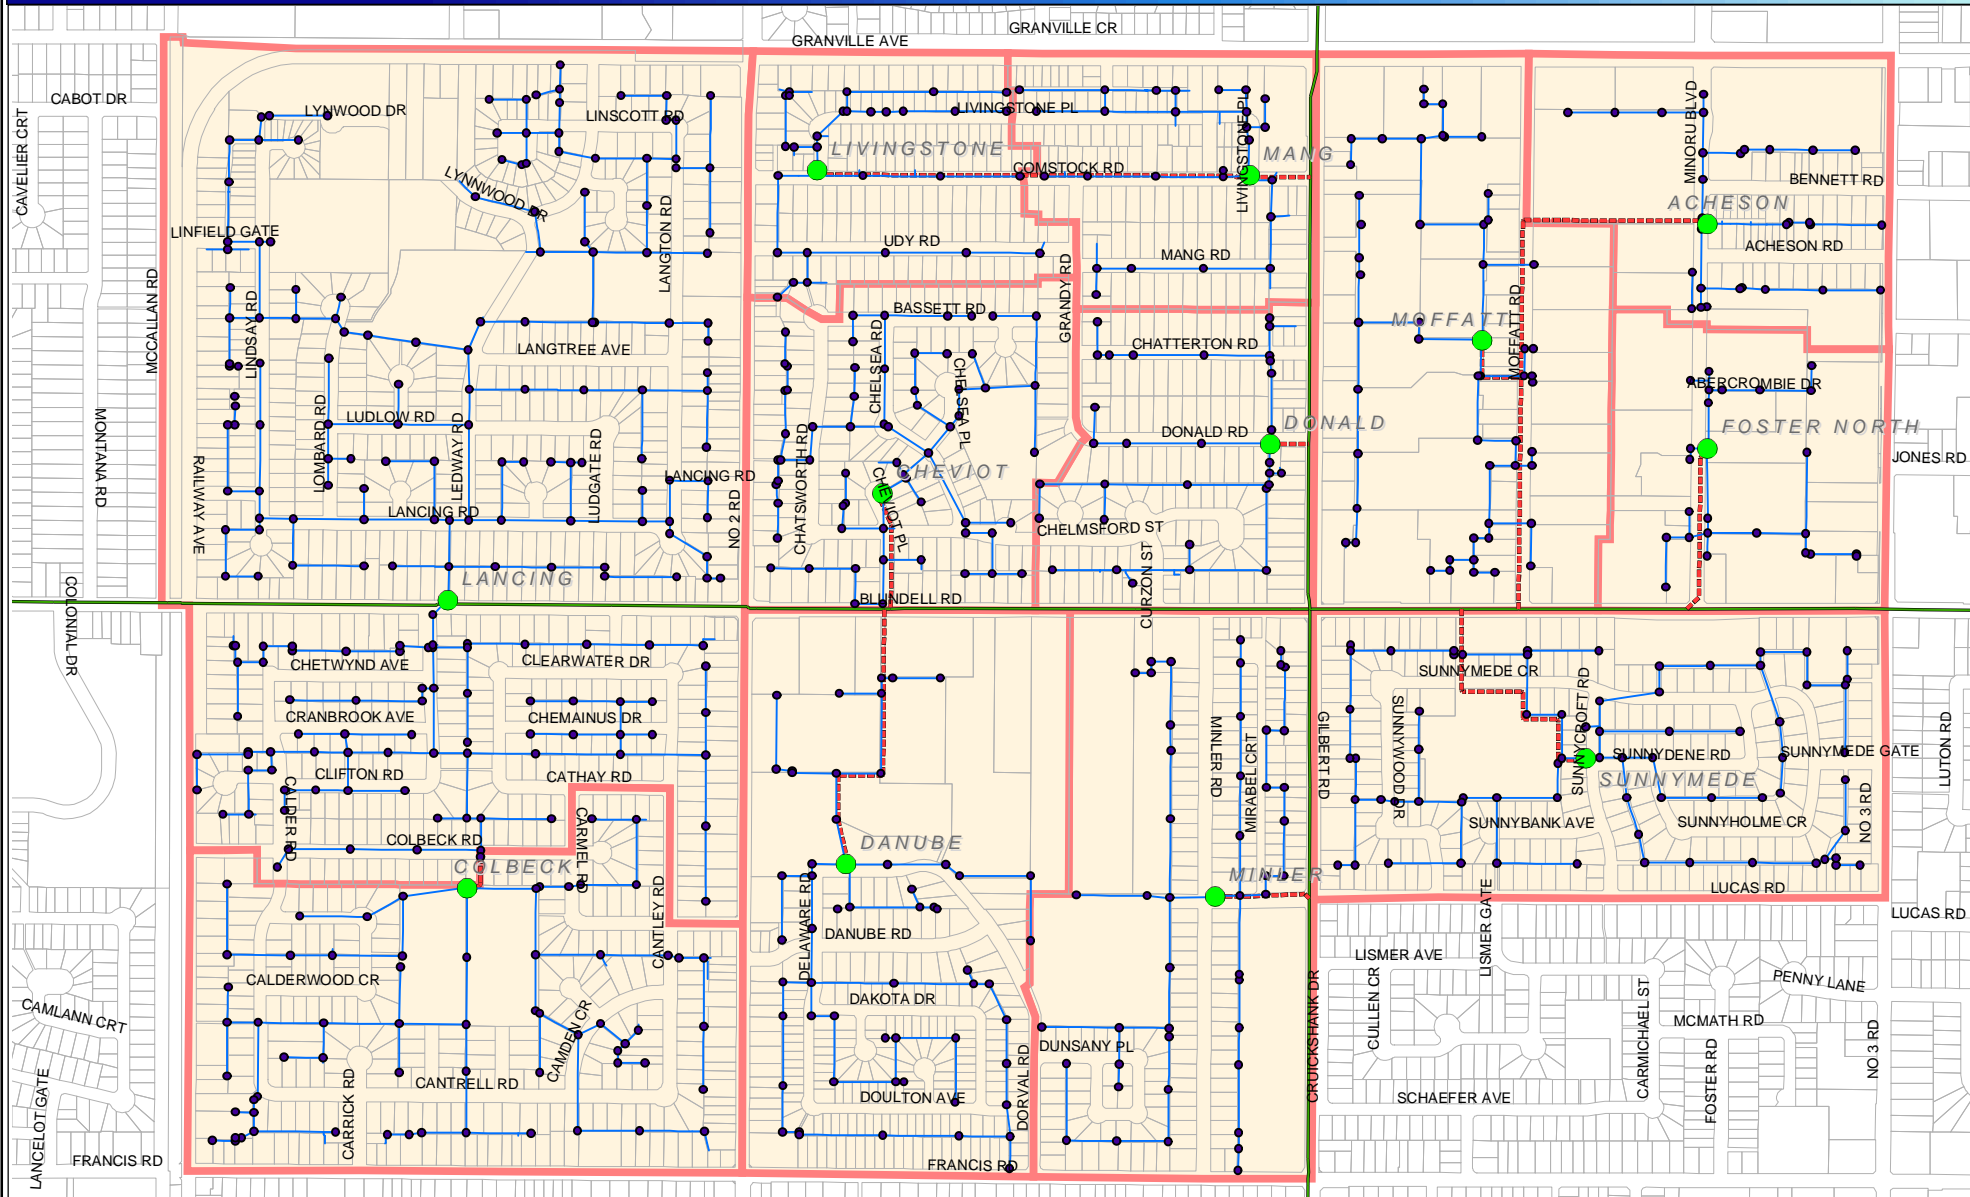 GRANVILLE CR
GRANVILLE AVE
CABOT DR
LYNWOOD DR
LINSCOTT RD
LIVINGSTONE PL
LIVINGSTONE PL
MINORU BLVD
CAVELIER CRT
LIVINGSTONE
MANG
COMSTOCK RD
LYNNWOOD DR
BENNETT RD
ACHESON
LINFIELD GATE
LANGTON RD
UDY RD
MANG RD
ACHESON RD
MCCALLAN RD
LINDSAY RD
GRANDY RD
BASSETT RD
MOFFATT
MOFFATT RD
LANGTREE AVE
CHELSEA RD
CHELSEA PL
CHATTERTON RD
ABERCROMBIE DR
MONTANA RD
LOMBARD RD
LUDLOW RD
LEDWAY RD
LUDGATE RD
CHATSWORTH RD
DONALD RD
DONALD
FOSTER NORTH
JONES RD
RAILWAY AVE
LANCING RD
LANCING RD
NO 2 RD
CHEVIOT
CHEVIOT PL
CHELMSFORD ST
CURZON ST
LANCING
BLUNDELL RD
COLONIAL DR
CHETWYND AVE
CLEARWATER DR
SUNNYMEDE CR
SUNNYCROFT RD
SUNNYWOOD DR
CRANBROOK AVE
CHEMAINUS DR
MINLER RD
MIRABEL CRT
GILBERT RD
SUNNYDENE RD
SUNNYMEDE GATE
SUNNYMEDE
LUTON RD
CLIFTON RD
CATHAY RD
CALDER RD
COLBECK RD
CARMEL RD
SUNNYBANK AVE
SUNNYHOLME CR
NO 3 RD
COLBECK
DANUBE
MINLER
LUCAS RD
LUCAS RD
CANTLEY RD
DELAWARE RD
DANUBE RD
LISMER GATE
LISMER AVE
CALDERWOOD CR
DAKOTA DR
CRUICKSHANK DR
CULLEN CR
CARMICHAEL ST
PENNY LANE
CAMLANN CRT
CAMDEN CR
MCMATH RD
DUNSANY PL
DORVAL RD
FOSTER RD
NO 3 RD
CANTRELL RD
DOULTON AVE
SCHAEFER AVE
LANCELOT GATE
CARRICK RD
FRANCIS RD
FRANCIS RD